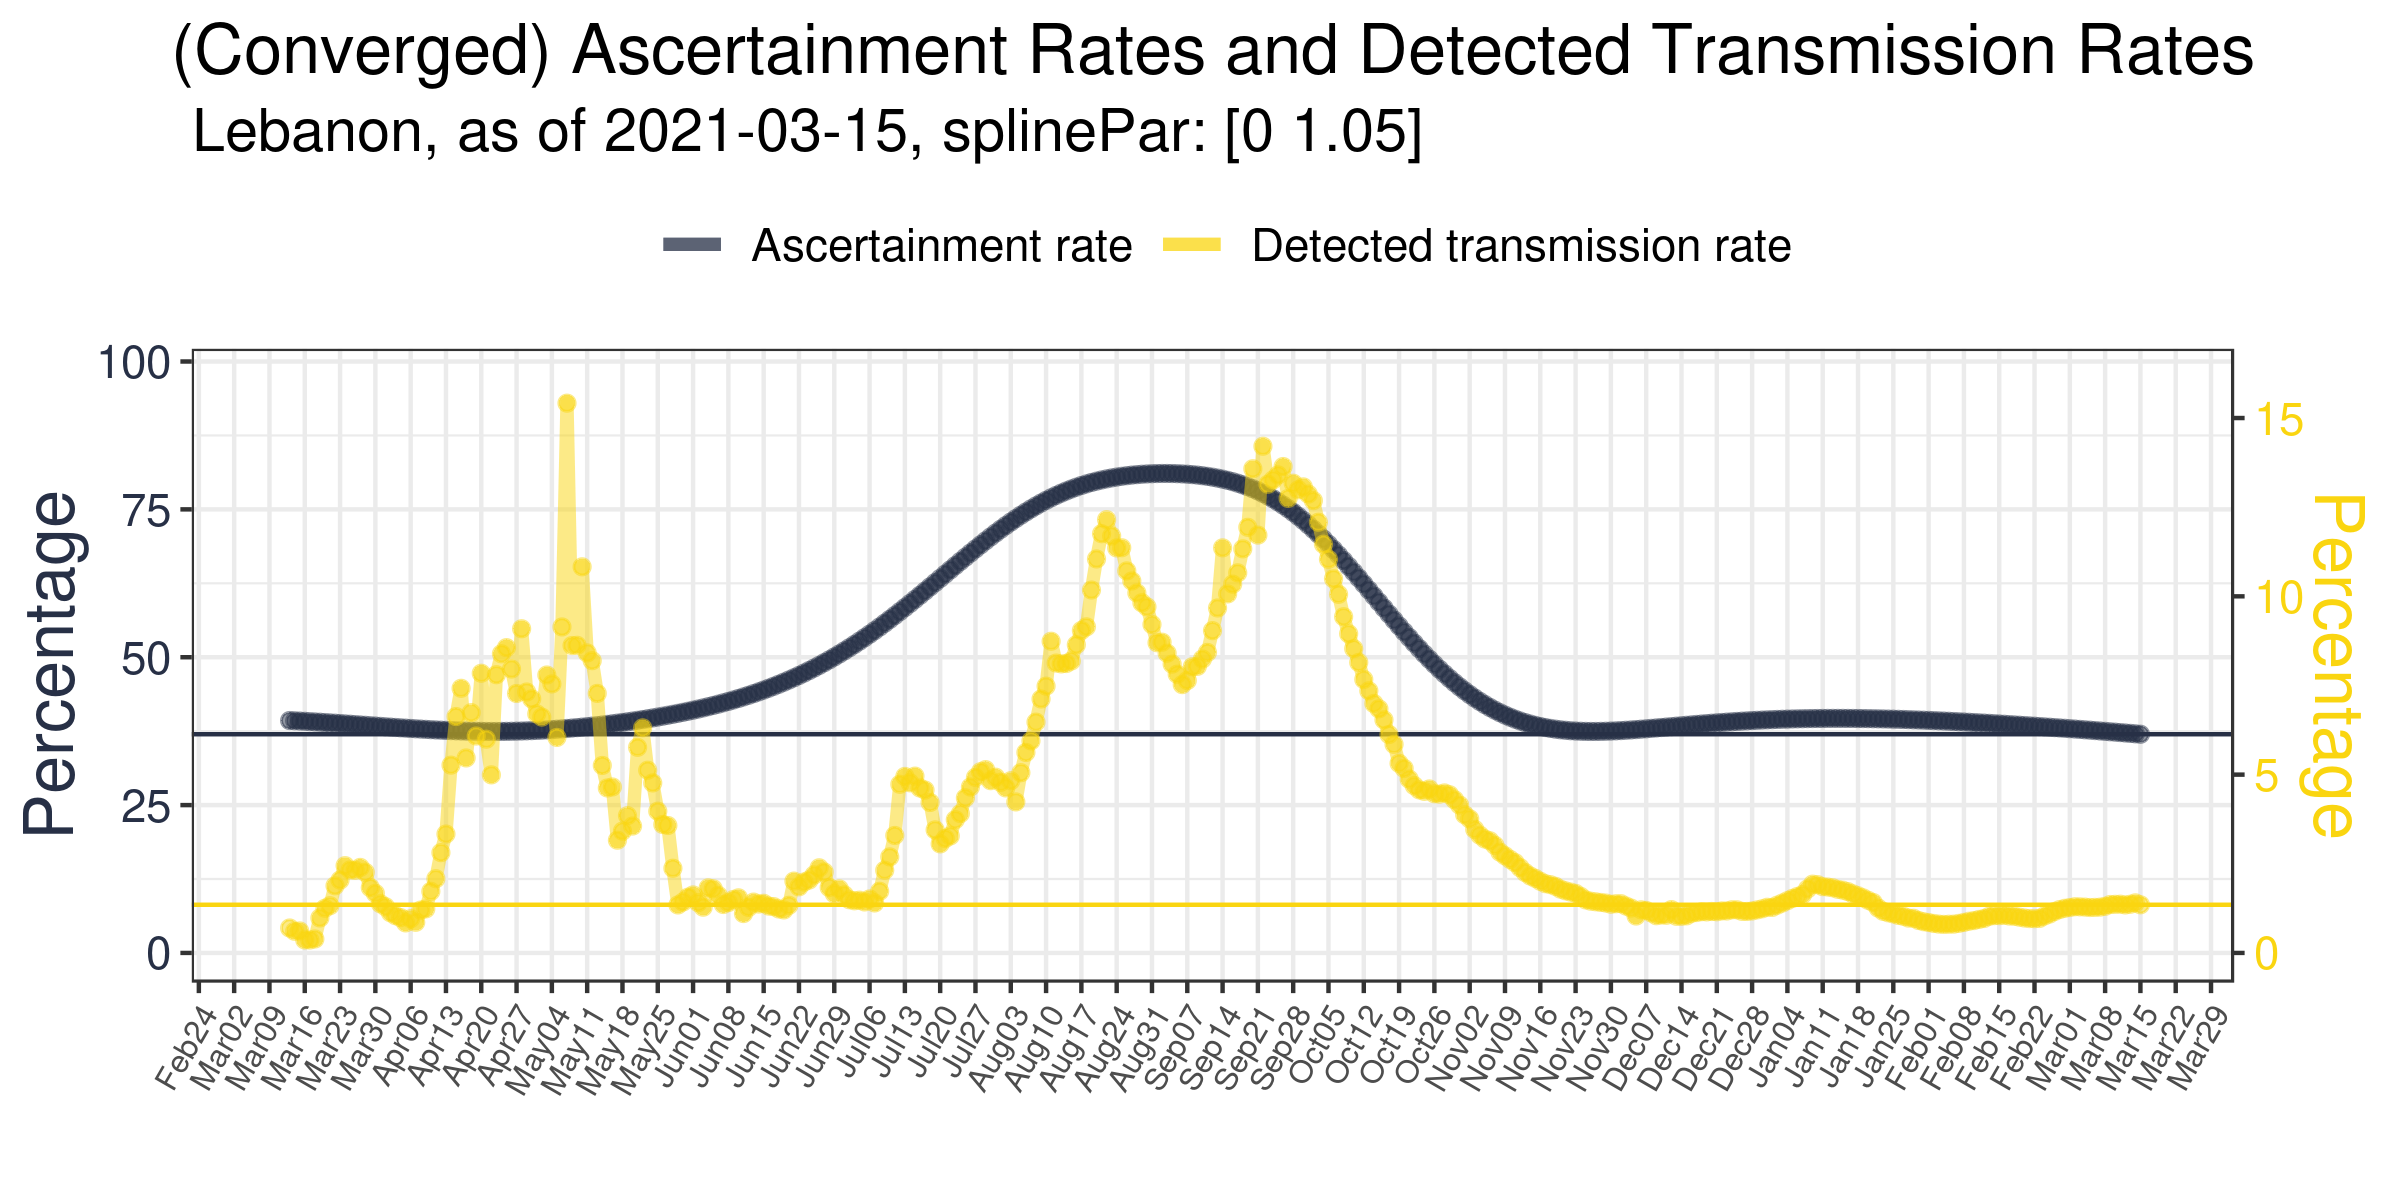 (Converged) Ascertainment Rates and Detected Transmission Rates
Lebanon, as of 2021-03-15, splinePar: [0 1.05]
Ascertainment rate
Detected transmission rate
Percentage
100
75
50
25
0
15
10
5
0
Percentage
Feb24
Mar02
Mar09
Mar16
Mar23
Mar30
Apr06
Apr13
Apr20
Apr27
May04
May11
May18
May25
Jun01
Jun08
Jun15
Jun22
Jun29
Jul06
Jul13
Jul20
Jul27
Aug03
Aug10
Aug17
Aug24
Aug31
Sep07
Sep14
Sep21
Sep28
Oct05
Oct12
Oct19
Oct26
Nov02
Nov09
Nov16
Nov23
Nov30
Dec07
Dec14
Dec21
Dec28
Jan04
Jan11
Jan18
Jan25
Feb01
Feb08
Feb15
Feb22
Mar01
Mar08
Mar15
Mar22
Mar29